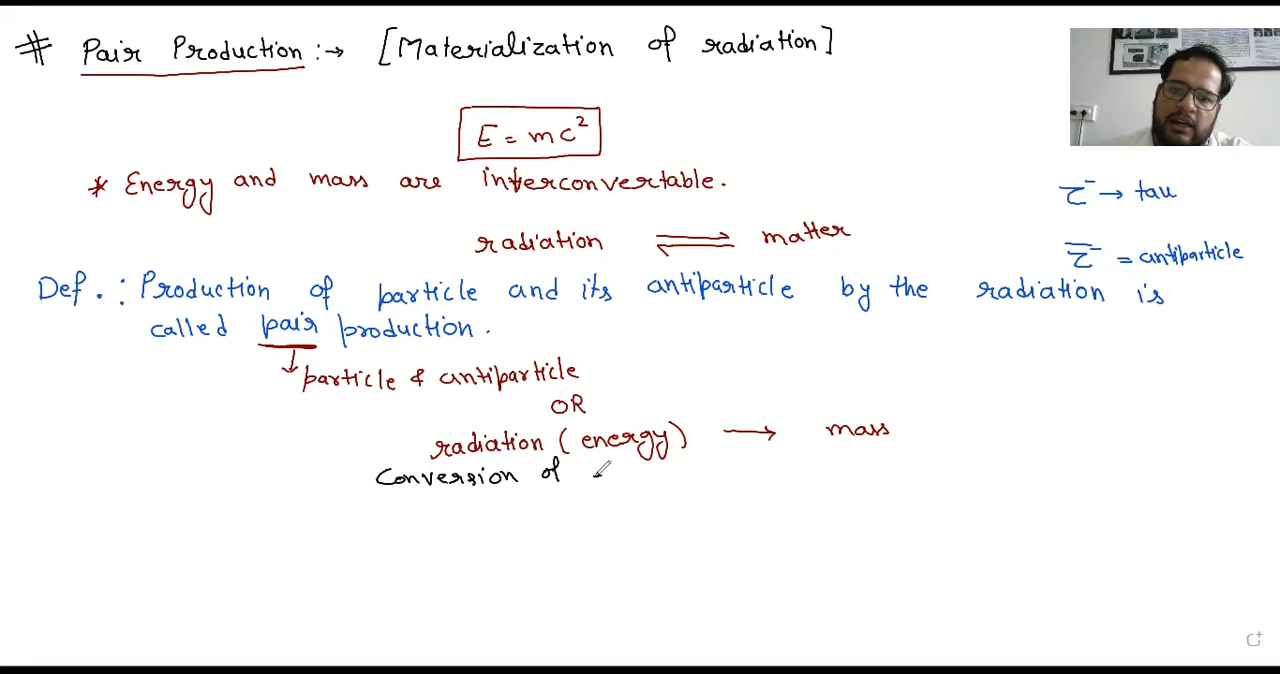 # Pair Production :→ [Materialization of radiation]
E = mc²
* Energy and mass are interconvertable.
τ⁻ → tau
radiation ⇌ matter
τ̅⁻ = antiparticle
Def. : Production of particle and its antiparticle by the radiation is
called pair production.
↓ particle & antiparticle
OR
radiation (energy) → mass
Conversion of